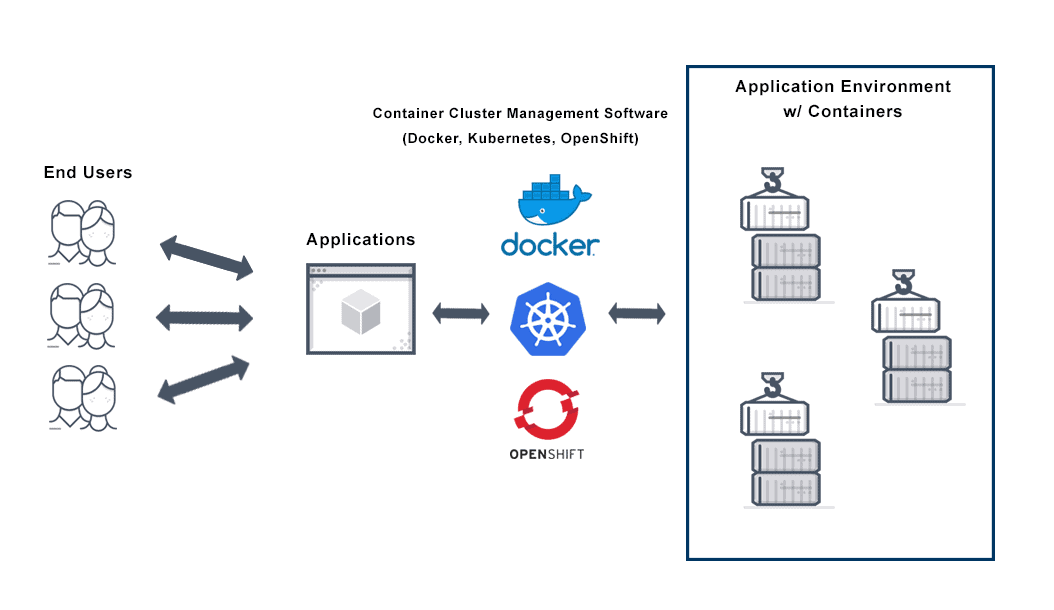 Application Environment
w/ Containers
Container Cluster Management Software
(Docker, Kubernetes, OpenShift)
End Users
Applications
docker
OPENSHIFT